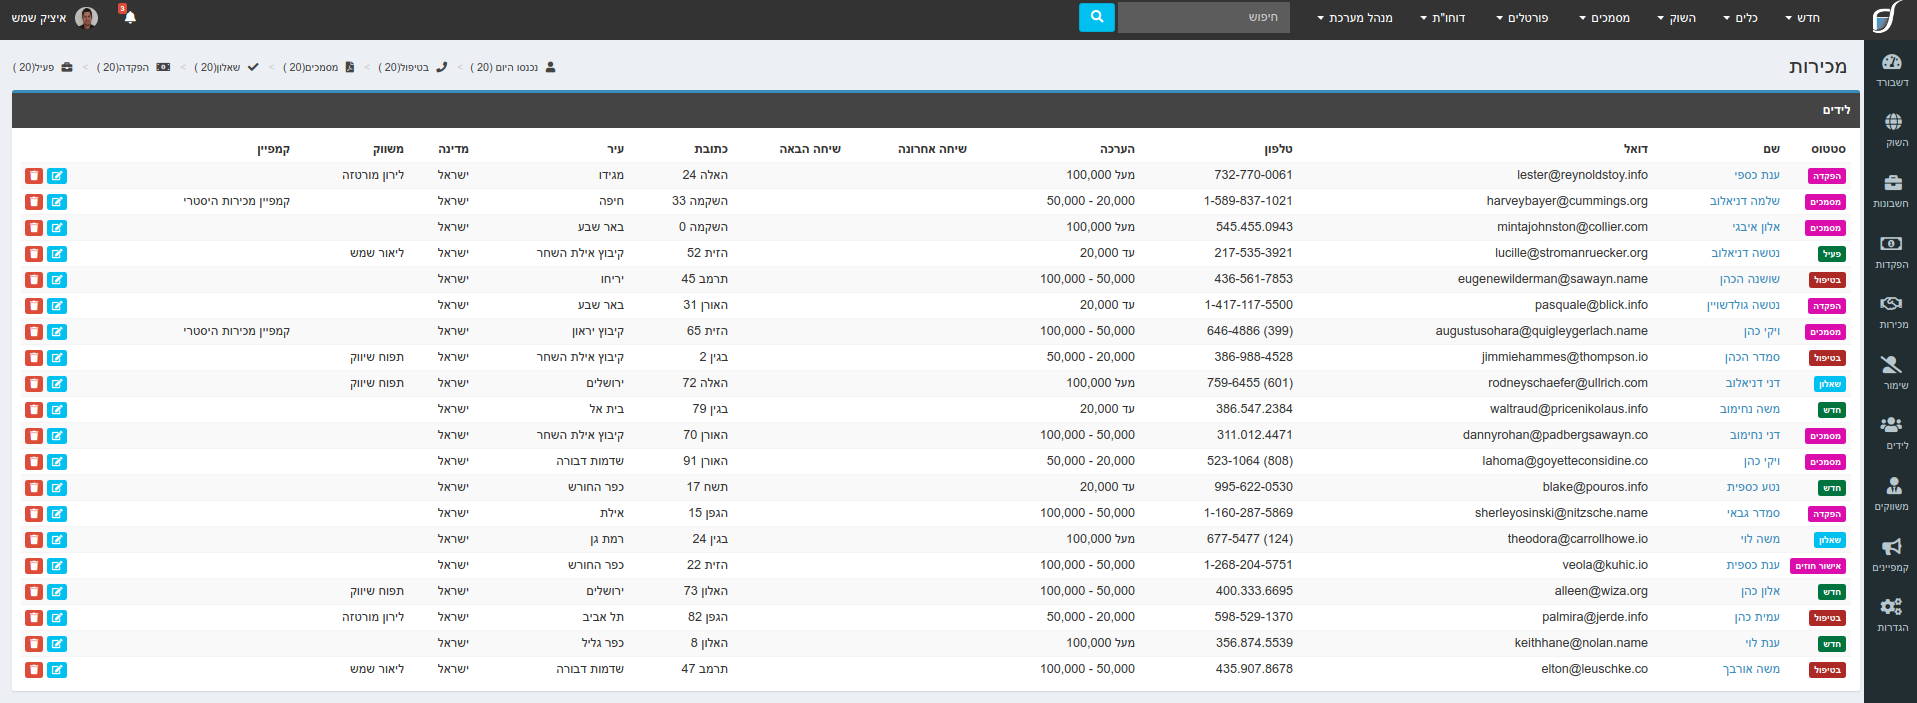 חדש כלים השוק מסמכים פורטלים דוחו"ת מנהל מערכת חיפוש 3 איציק שמש
מכירות
נכנסו היום (20 ) > בטיפול(20 ) > מסמכים(20 ) > שאלון(20 ) > הפקדה(20 ) > פעיל(20 )
דשבורד
השוק
חשבונות
הפקדות
מכירות
שימור
לידים
משווקים
קמפיינים
הגדרות
לידים
סטטוס שם דואל טלפון הערכה שיחה אחרונה שיחה הבאה כתובת עיר מדינה משווק קמפיין
הפקדה ענת כספי lester@reynoldstoy.info 732-770-0061 מעל 100,000 האלה 24 מגידו ישראל לירון מורטזה
מסמכים שלמה דניאלוב harveybayer@cummings.org 1-589-837-1021 20,000 - 50,000 השקמה 33 חיפה ישראל קמפיין מכירות היסטרי
מסמכים אלון איבגי mintajohnston@collier.com 545.455.0943 מעל 100,000 השקמה 0 באר שבע ישראל
פעיל נטשה דניאלוב lucille@stromanruecker.org 217-535-3921 עד 20,000 הזית 52 קיבוץ אילת השחר ישראל ליאור שמש
בטיפול שושנה הכהן eugenewilderman@sawayn.name 436-561-7853 50,000 - 100,000 תרמב 45 יריחו ישראל
הפקדה נטשה גולדשויין pasquale@blick.info 1-417-117-5500 עד 20,000 האורן 31 באר שבע ישראל
מסמכים ויקי כהן augustusohara@quigleygerlach.name (399) 646-4886 50,000 - 100,000 הזית 65 קיבוץ יראון ישראל קמפיין מכירות היסטרי
בטיפול סמדר הכהן jimmiehammes@thompson.io 386-988-4528 20,000 - 50,000 בגין 2 קיבוץ אילת השחר ישראל תפוח שיווק
שאלון דני דניאלוב rodneyschaefer@ullrich.com (601) 759-6455 מעל 100,000 האלה 72 ירושלים ישראל תפוח שיווק
חדש משה נחימוב waltraud@pricenikolaus.info 386.547.2384 עד 20,000 בגין 79 בית אל ישראל
מסמכים דני נחימוב dannyrohan@padbergsawayn.co 311.012.4471 50,000 - 100,000 האורן 70 קיבוץ אילת השחר ישראל
מסמכים ויקי כהן lahoma@goyetteconsidine.co (808) 523-1064 20,000 - 50,000 האורן 91 שדמות דבורה ישראל
חדש נטע כספית blake@pouros.info 995-622-0530 עד 20,000 תשח 17 כפר החורש ישראל
הפקדה סמדר גבאי sherleyosinski@nitzsche.name 1-160-287-5869 50,000 - 100,000 הגפן 15 אילת ישראל
שאלון משה לוי theodora@carrollhowe.io (124) 677-5477 מעל 100,000 בגין 24 רמת גן ישראל
אישור חוזים ענת כספית veola@kuhic.io 1-268-204-5751 50,000 - 100,000 הזית 22 כפר החורש ישראל
חדש אלון כהן alleen@wiza.org 400.333.6695 50,000 - 100,000 האלון 73 ירושלים ישראל תפוח שיווק
בטיפול עמית כהן palmira@jerde.info 598-529-1370 20,000 - 50,000 הגפן 82 תל אביב ישראל לירון מורטזה
חדש ענת לוי keithhane@nolan.name 356.874.5539 מעל 100,000 האלון 8 כפר גליל ישראל
בטיפול משה אורבך elton@leuschke.co 435.907.8678 50,000 - 100,000 תרמב 47 שדמות דבורה ישראל ליאור שמש